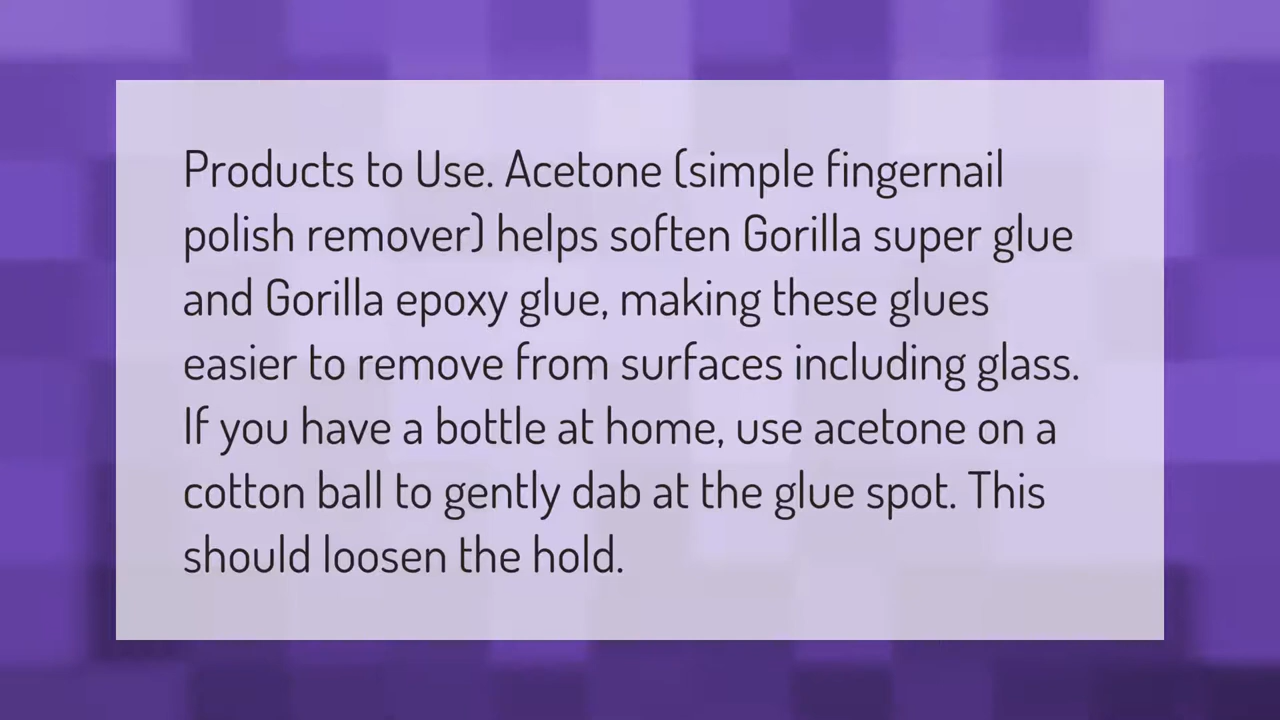 Products to Use. Acetone (simple fingernail
polish remover) helps soften Gorilla super glue
and Gorilla epoxy glue, making these glues
easier to remove from surfaces including glass.
If you have a bottle at home, use acetone on a
cotton ball to gently dab at the glue spot. This
should loosen the hold.